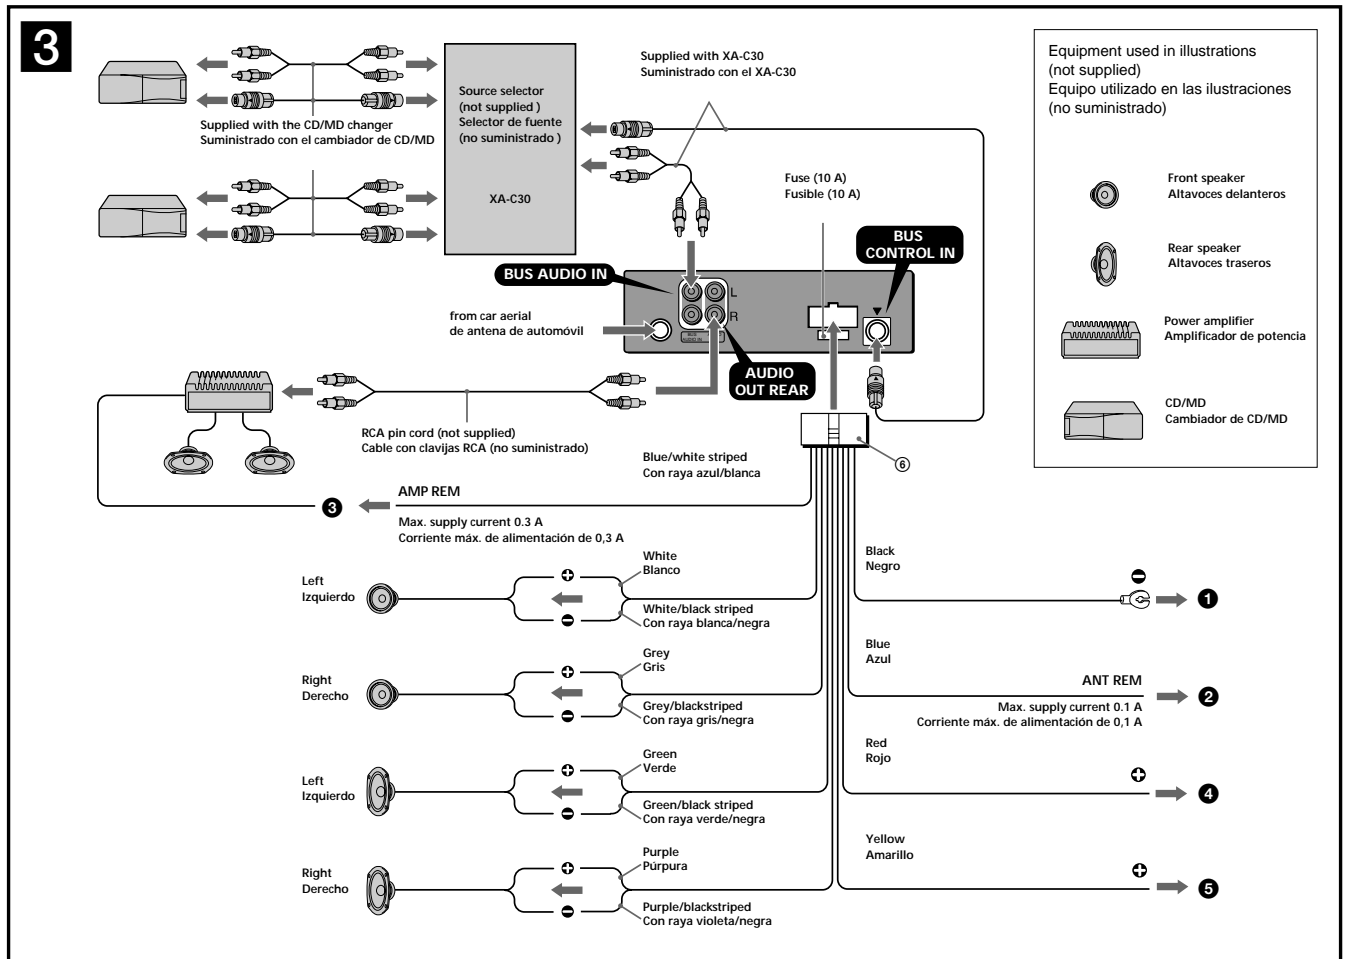 3
Supplied with the CD/MD changer
Suministrado con el cambiador de CD/MD
Source selector
(not supplied )
Selector de fuente
(no suministrado )
XA-C30
Supplied with XA-C30
Suministrado con el XA-C30
Fuse (10 A)
Fusible (10 A)
BUS
CONTROL IN
BUS AUDIO IN
L
R
BUS
AUDIO IN
from car aerial
de antena de automóvil
AUDIO
OUT REAR
RCA pin cord (not supplied)
Cable con clavijas RCA (no suministrado)
Equipment used in illustrations
(not supplied)
Equipo utilizado en las ilustraciones
(no suministrado)
Front speaker
Altavoces delanteros
Rear speaker
Altavoces traseros
Power amplifier
Amplificador de potencia
CD/MD
Cambiador de CD/MD
6
Blue/white striped
Con raya azul/blanca
3
AMP REM
Max. supply current 0.3 A
Corriente máx. de alimentación de 0,3 A
Left
Izquierdo
+
White
Blanco
White/black striped
Con raya blanca/negra
−
Right
Derecho
+
Grey
Gris
Grey/blackstriped
Con raya gris/negra
−
Left
Izquierdo
+
Green
Verde
Green/black striped
Con raya verde/negra
−
Right
Derecho
+
Purple
Púrpura
Purple/blackstriped
Con raya violeta/negra
−
Black
Negro
−
1
Blue
Azul
ANT REM
2
Max. supply current 0.1 A
Corriente máx. de alimentación de 0,1 A
Red
Rojo
+
4
Yellow
Amarillo
+
5